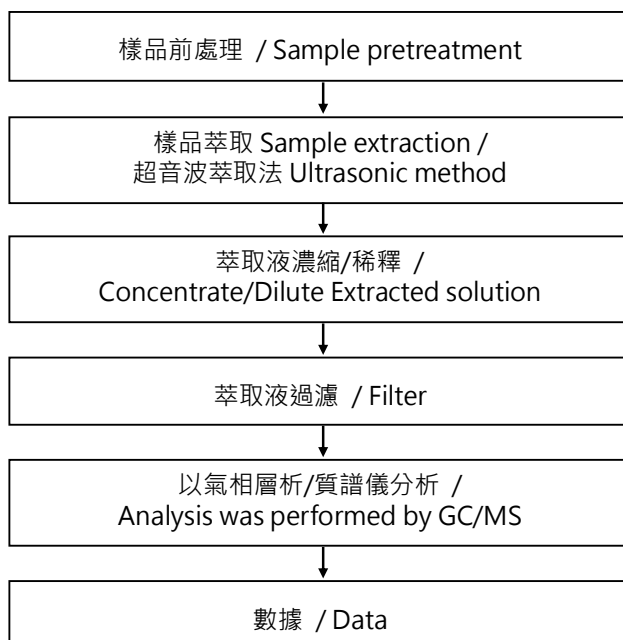 樣品前處理 / Sample pretreatment
樣品萃取 Sample extraction /
超音波萃取法 Ultrasonic method
萃取液濃縮/稀釋 /
Concentrate/Dilute Extracted solution
萃取液過濾 / Filter
以氣相層析/質譜儀分析 /
Analysis was performed by GC/MS
數據 / Data